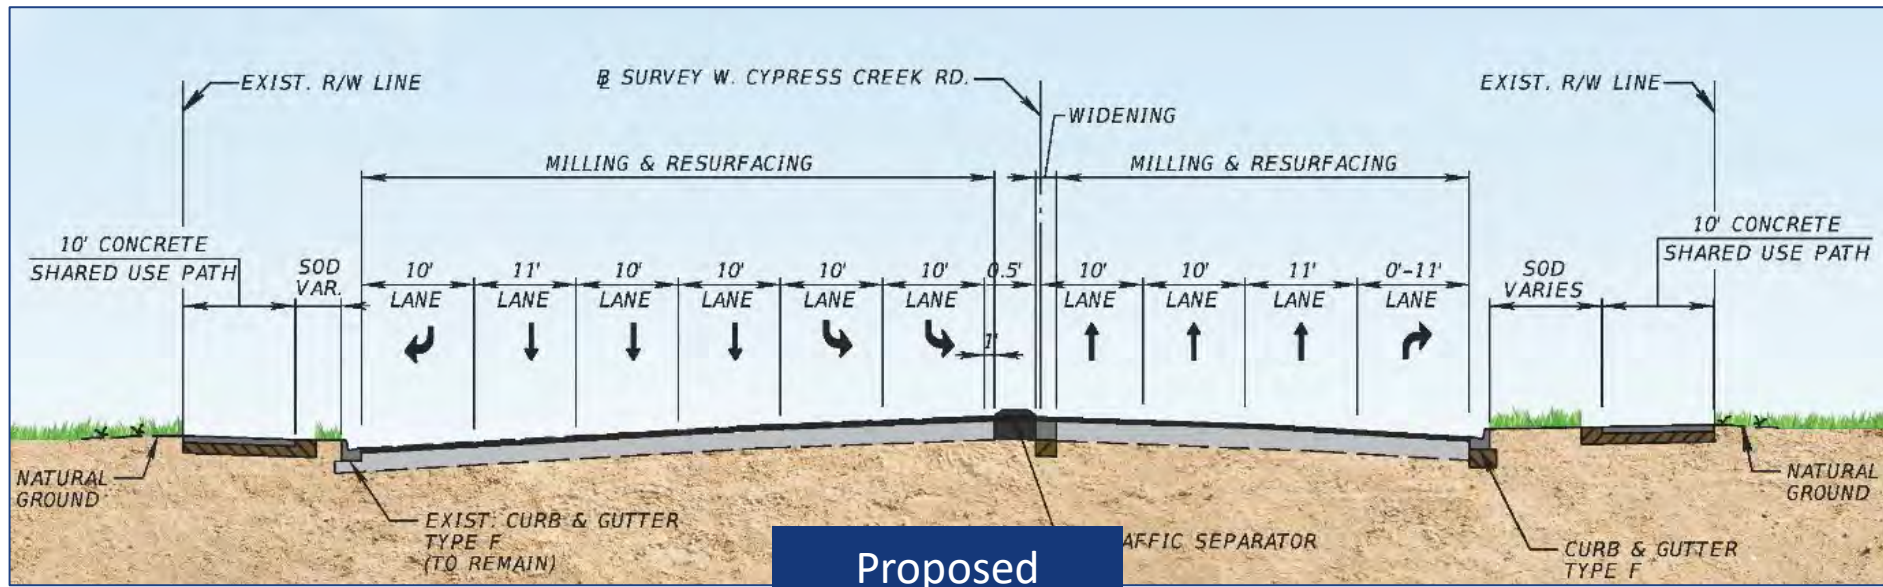 EXIST. R/W LINE
℄ SURVEY W. CYPRESS CREEK RD.
EXIST. R/W LINE
WIDENING
MILLING & RESURFACING
MILLING & RESURFACING
10' CONCRETE
SHARED USE PATH
SOD
VAR.
10'
LANE
11'
LANE
10'
LANE
10'
LANE
10'
LANE
10'
LANE
0.5'
1'
10'
LANE
10'
LANE
11'
LANE
0'-11'
LANE
SOD
VARIES
10' CONCRETE
SHARED USE PATH
NATURAL
GROUND
EXIST. CURB & GUTTER
TYPE F
(TO REMAIN)
AFFIC SEPARATOR
CURB & GUTTER
TYPE F
NATURAL
GROUND
Proposed